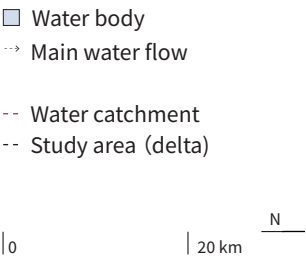 Water body
Main water flow
Water catchment
Study area (delta)
N
0 20 km